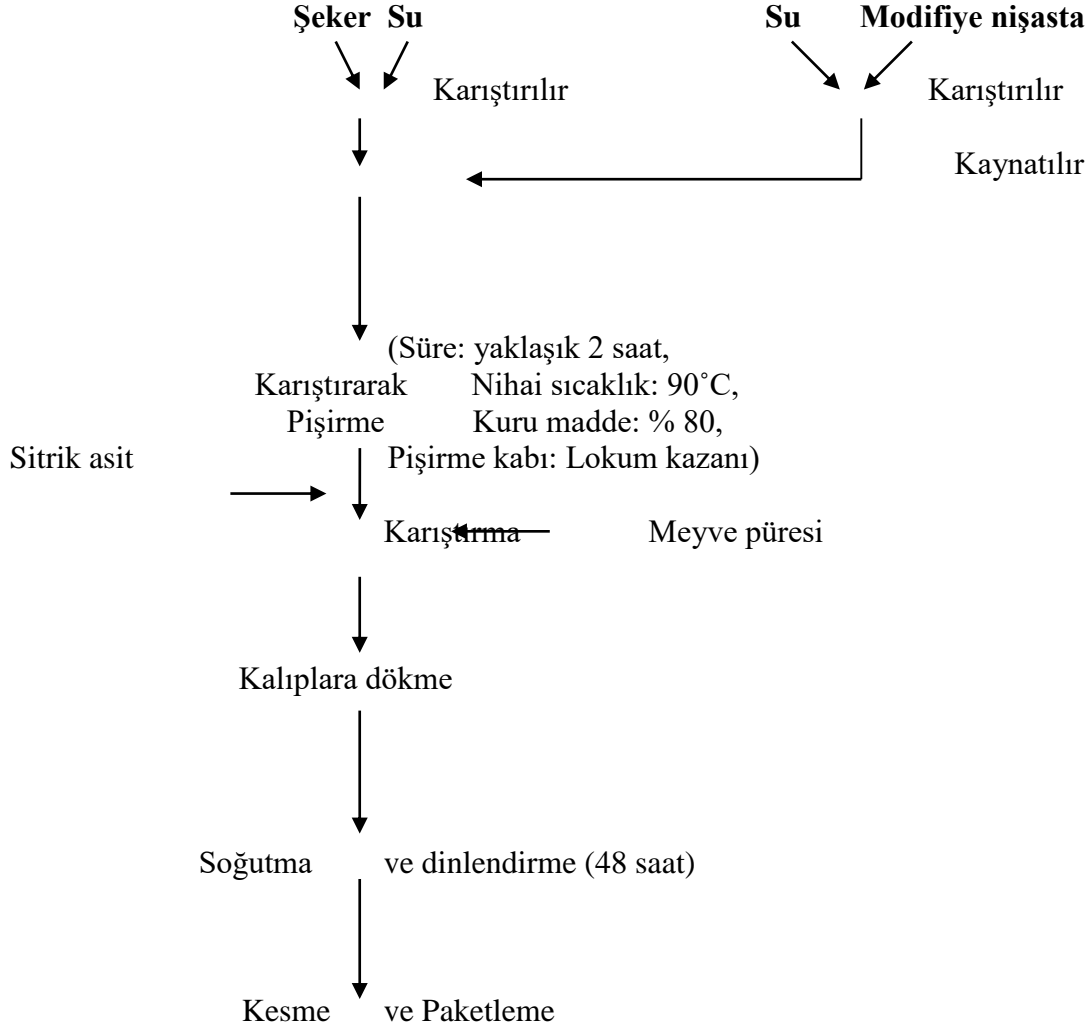 Şeker Su Su Modifiye nişasta
Karıştırılır Karıştırılır
Kaynatılır
(Süre: yaklaşık 2 saat,
Karıştırarak Nihai sıcaklık: 90˚C,
Pişirme Kuru madde: % 80,
Sitrik asit Pişirme kabı: Lokum kazanı)
Karıştırma Meyve püresi
Kalıplara dökme
Soğutma ve dinlendirme (48 saat)
Kesme ve Paketleme